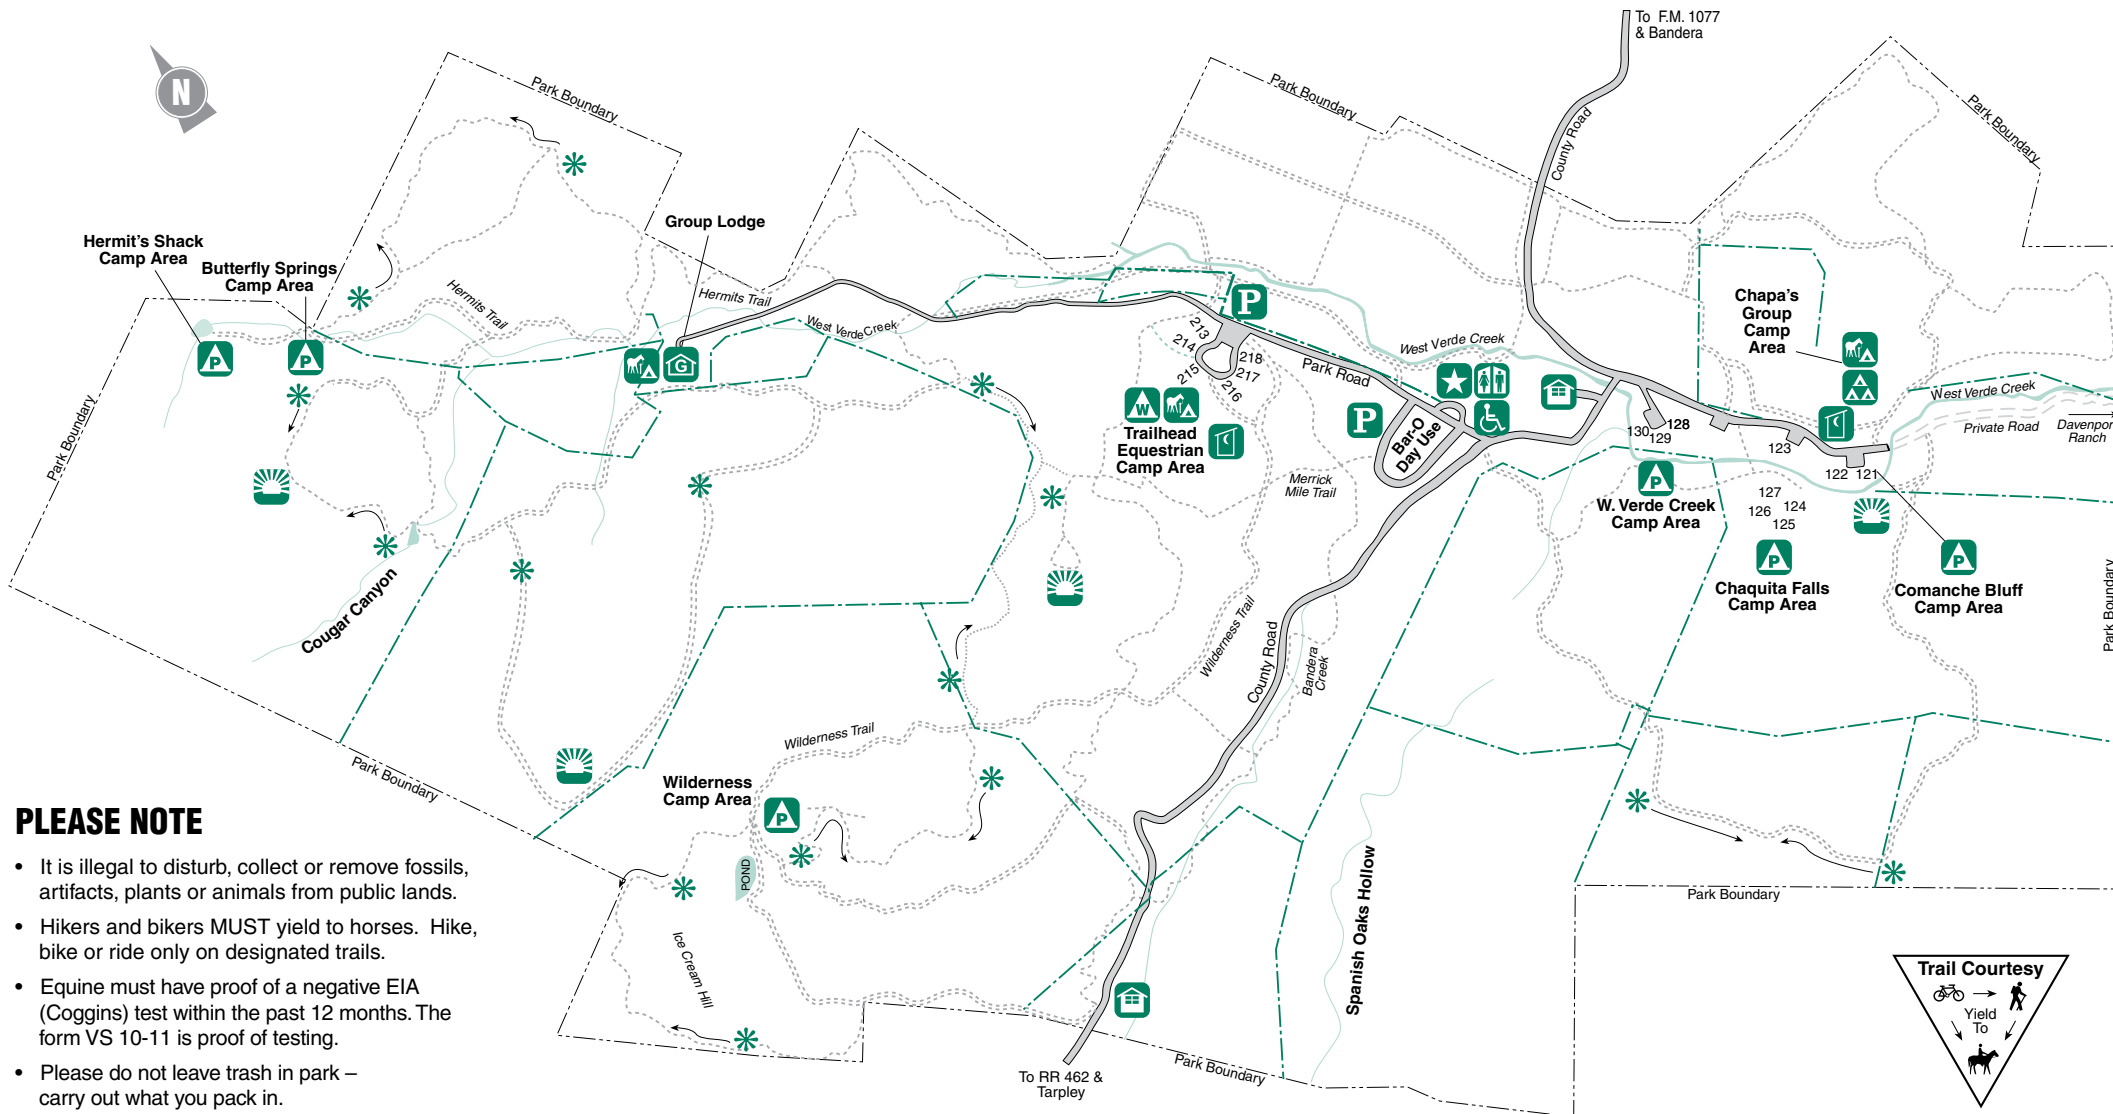 To F.M. 1077
& Bandera
N
Park Boundary
Park Boundary
Park Boundary
County Road
Group Lodge
Hermit's Shack
Camp Area
Butterfly Springs
Camp Area
Hermits Trail
Hermits Trail
West Verde Creek
P
P
P
G
P
213
214
215
216
217
218
Park Road
West Verde Creek
Chapa's
Group
Camp
Area
West Verde Creek
Private Road
Davenpor
Ranch
Park Boundary
W
Trailhead
Equestrian
Camp Area
P
Bar-O
Day Use
Merrick
Mile Trail
130
129
128
123
122
121
P
W. Verde Creek
Camp Area
127
126
124
125
P
Chaquita Falls
Camp Area
P
Comanche Bluff
Camp Area
Park Boundary
Cougar Canyon
Wilderness Trail
County Road
Bandera
Creek
Wilderness Trail
Park Boundary
Wilderness
Camp Area
P
POND
Ice Cream Hill
Spanish Oaks Hollow
Park Boundary
Park Boundary
To RR 462 &
Tarpley
PLEASE NOTE
• It is illegal to disturb, collect or remove fossils,
artifacts, plants or animals from public lands.
• Hikers and bikers MUST yield to horses. Hike,
bike or ride only on designated trails.
• Equine must have proof of a negative EIA
(Coggins) test within the past 12 months. The
form VS 10-11 is proof of testing.
• Please do not leave trash in park –
carry out what you pack in.
Trail Courtesy
Yield
To